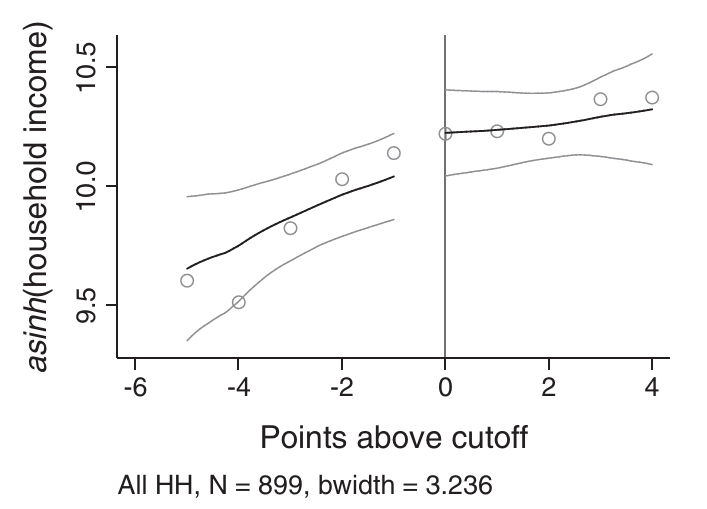 asinh(household income)
10.5
10.0
9.5
-6 -4 -2 0 2 4
Points above cutoff
All HH, N = 899, bwidth = 3.236